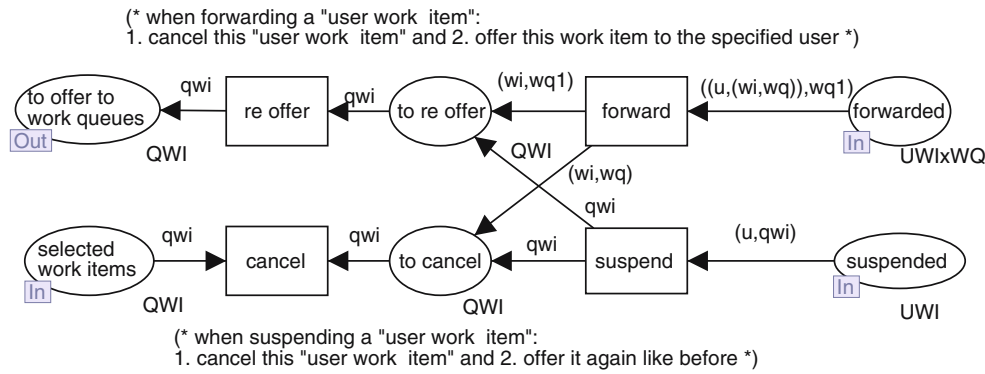 (* when forwarding a "user work item":
1. cancel this "user work item" and 2. offer this work item to the specified user *)
to offer to
work queues
Out
QWI
qwi
re offer
qwi
to re offer
QWI
(wi,wq1)
forward
((u,(wi,wq)),wq1)
forwarded
In
UWIxWQ
(wi,wq)
qwi
selected
work items
In
QWI
qwi
cancel
qwi
to cancel
QWI
qwi
suspend
(u,qwi)
suspended
In
UWI
(* when suspending a "user work item":
1. cancel this "user work item" and 2. offer it again like before *)